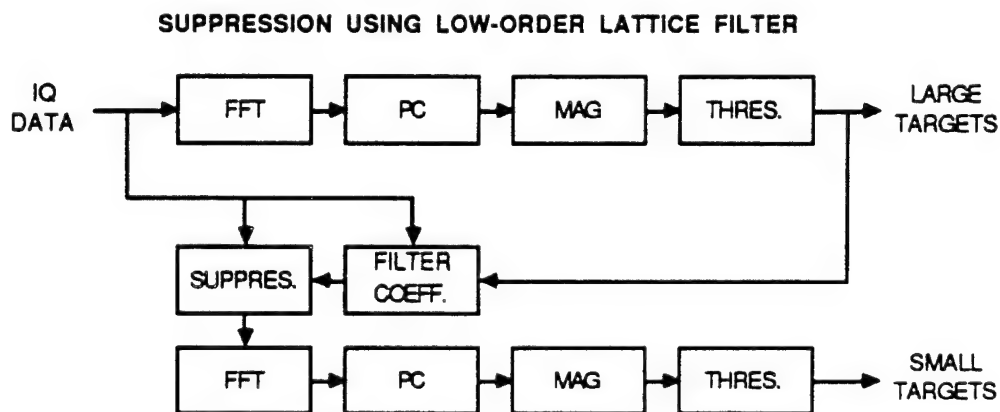 SUPPRESSION USING LOW-ORDER LATTICE FILTER
IQ
DATA
FFT
PC
MAG
THRES.
LARGE
TARGETS
SUPPRES.
FILTER
COEFF.
FFT
PC
MAG
THRES.
SMALL
TARGETS